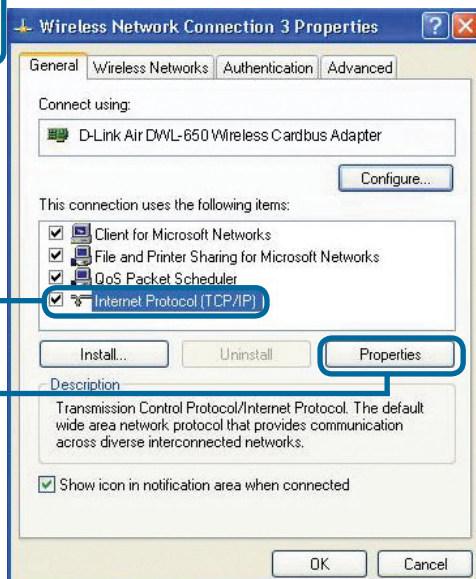 Wireless Network Connection 3 Properties
General Wireless Networks Authentication Advanced
Connect using:
D-Link Air DWL-650 Wireless Cardbus Adapter
Configure...
This connection uses the following items:
Client for Microsoft Networks
File and Printer Sharing for Microsoft Networks
QoS Packet Scheduler
Internet Protocol (TCP/IP)
Install... Uninstall Properties
Description
Transmission Control Protocol/Internet Protocol. The default
wide area network protocol that provides communication
across diverse interconnected networks.
Show icon in notification area when connected
OK Cancel